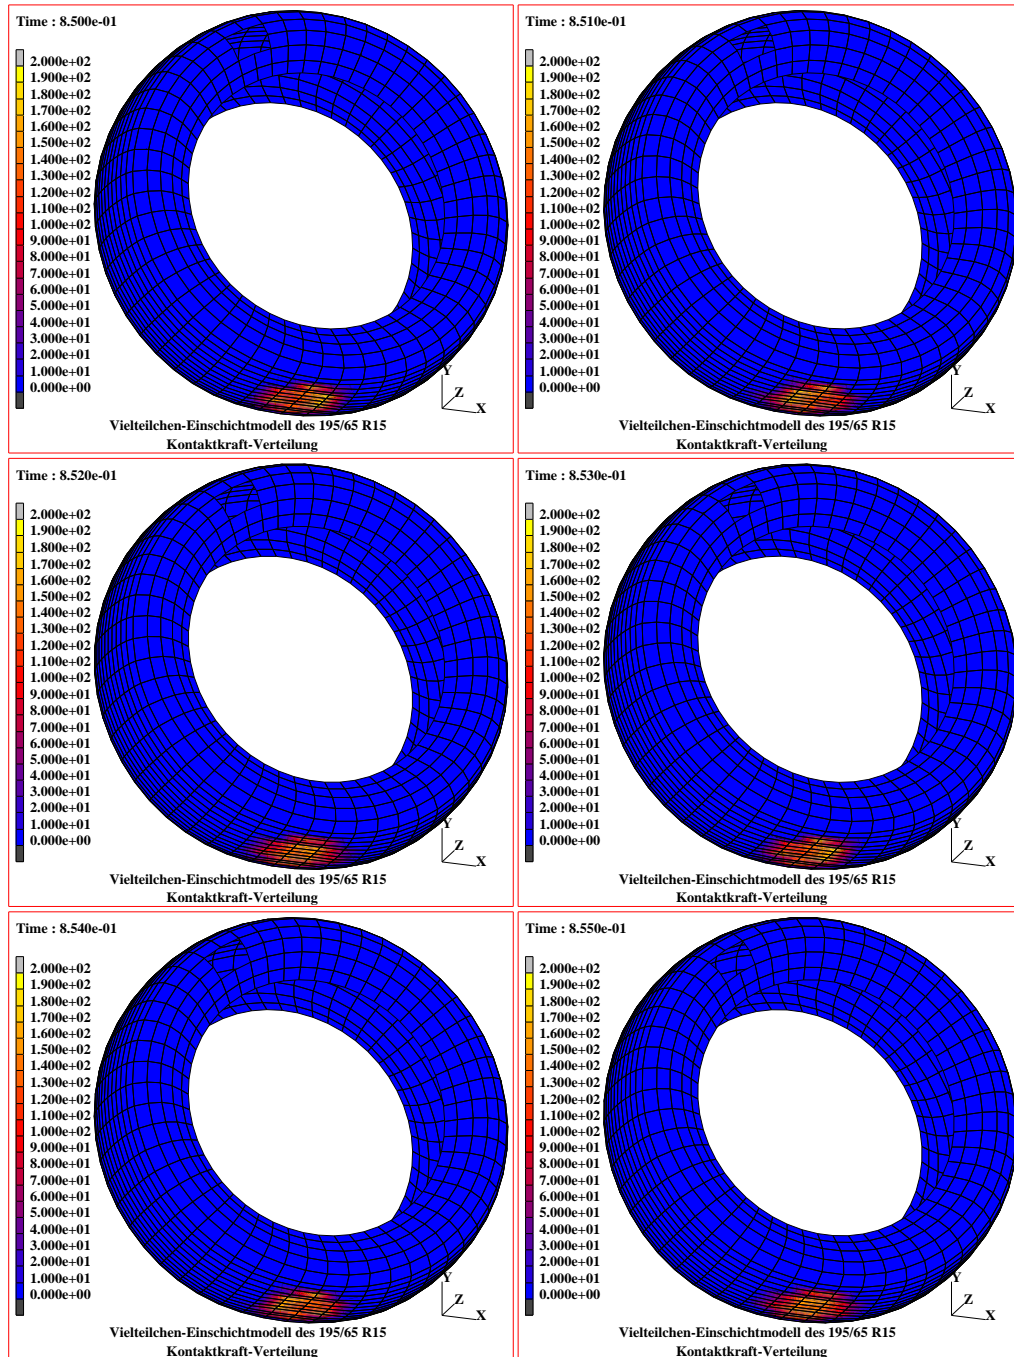 Time : 8.500e-01
2.000e+02
1.900e+02
1.800e+02
1.700e+02
1.600e+02
1.500e+02
1.400e+02
1.300e+02
1.200e+02
1.100e+02
1.000e+02
9.000e+01
8.000e+01
7.000e+01
6.000e+01
5.000e+01
4.000e+01
3.000e+01
2.000e+01
1.000e+01
0.000e+00
Y
Z
X
Vielteilchen-Einschichtmodell des 195/65 R15
Kontaktkraft-Verteilung
Time : 8.510e-01
2.000e+02
1.900e+02
1.800e+02
1.700e+02
1.600e+02
1.500e+02
1.400e+02
1.300e+02
1.200e+02
1.100e+02
1.000e+02
9.000e+01
8.000e+01
7.000e+01
6.000e+01
5.000e+01
4.000e+01
3.000e+01
2.000e+01
1.000e+01
0.000e+00
Y
Z
X
Vielteilchen-Einschichtmodell des 195/65 R15
Kontaktkraft-Verteilung
Time : 8.520e-01
2.000e+02
1.900e+02
1.800e+02
1.700e+02
1.600e+02
1.500e+02
1.400e+02
1.300e+02
1.200e+02
1.100e+02
1.000e+02
9.000e+01
8.000e+01
7.000e+01
6.000e+01
5.000e+01
4.000e+01
3.000e+01
2.000e+01
1.000e+01
0.000e+00
Y
Z
X
Vielteilchen-Einschichtmodell des 195/65 R15
Kontaktkraft-Verteilung
Time : 8.530e-01
2.000e+02
1.900e+02
1.800e+02
1.700e+02
1.600e+02
1.500e+02
1.400e+02
1.300e+02
1.200e+02
1.100e+02
1.000e+02
9.000e+01
8.000e+01
7.000e+01
6.000e+01
5.000e+01
4.000e+01
3.000e+01
2.000e+01
1.000e+01
0.000e+00
Y
Z
X
Vielteilchen-Einschichtmodell des 195/65 R15
Kontaktkraft-Verteilung
Time : 8.540e-01
2.000e+02
1.900e+02
1.800e+02
1.700e+02
1.600e+02
1.500e+02
1.400e+02
1.300e+02
1.200e+02
1.100e+02
1.000e+02
9.000e+01
8.000e+01
7.000e+01
6.000e+01
5.000e+01
4.000e+01
3.000e+01
2.000e+01
1.000e+01
0.000e+00
Y
Z
X
Vielteilchen-Einschichtmodell des 195/65 R15
Kontaktkraft-Verteilung
Time : 8.550e-01
2.000e+02
1.900e+02
1.800e+02
1.700e+02
1.600e+02
1.500e+02
1.400e+02
1.300e+02
1.200e+02
1.100e+02
1.000e+02
9.000e+01
8.000e+01
7.000e+01
6.000e+01
5.000e+01
4.000e+01
3.000e+01
2.000e+01
1.000e+01
0.000e+00
Y
Z
X
Vielteilchen-Einschichtmodell des 195/65 R15
Kontaktkraft-Verteilung